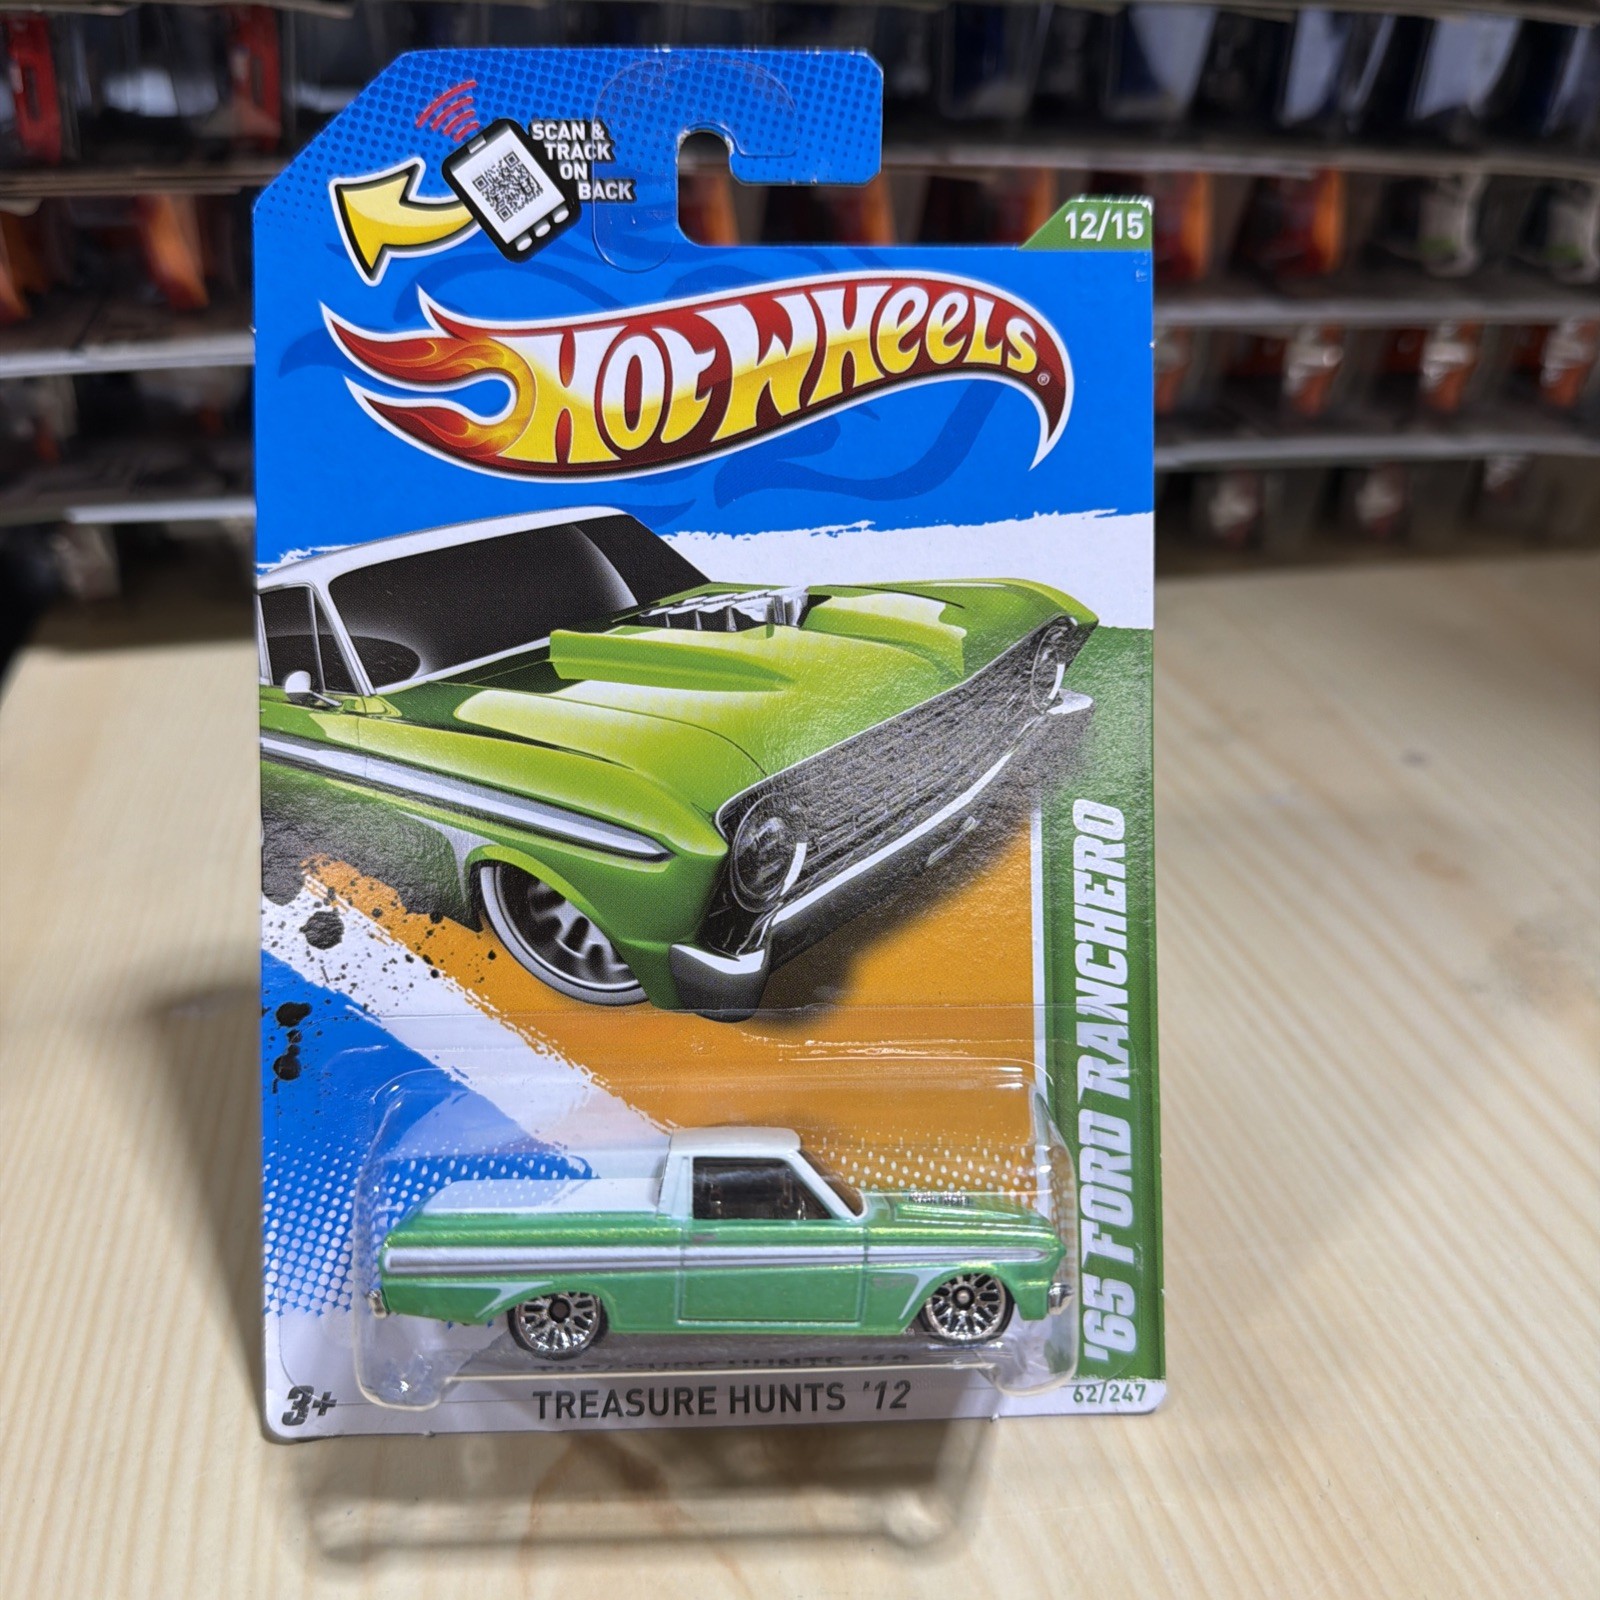 SCAN &
TRACK
ON
BACK
12/15
HOT WHEELS®
'65 FORD RANCHERO
3+
TREASURE HUNTS '12
62/247